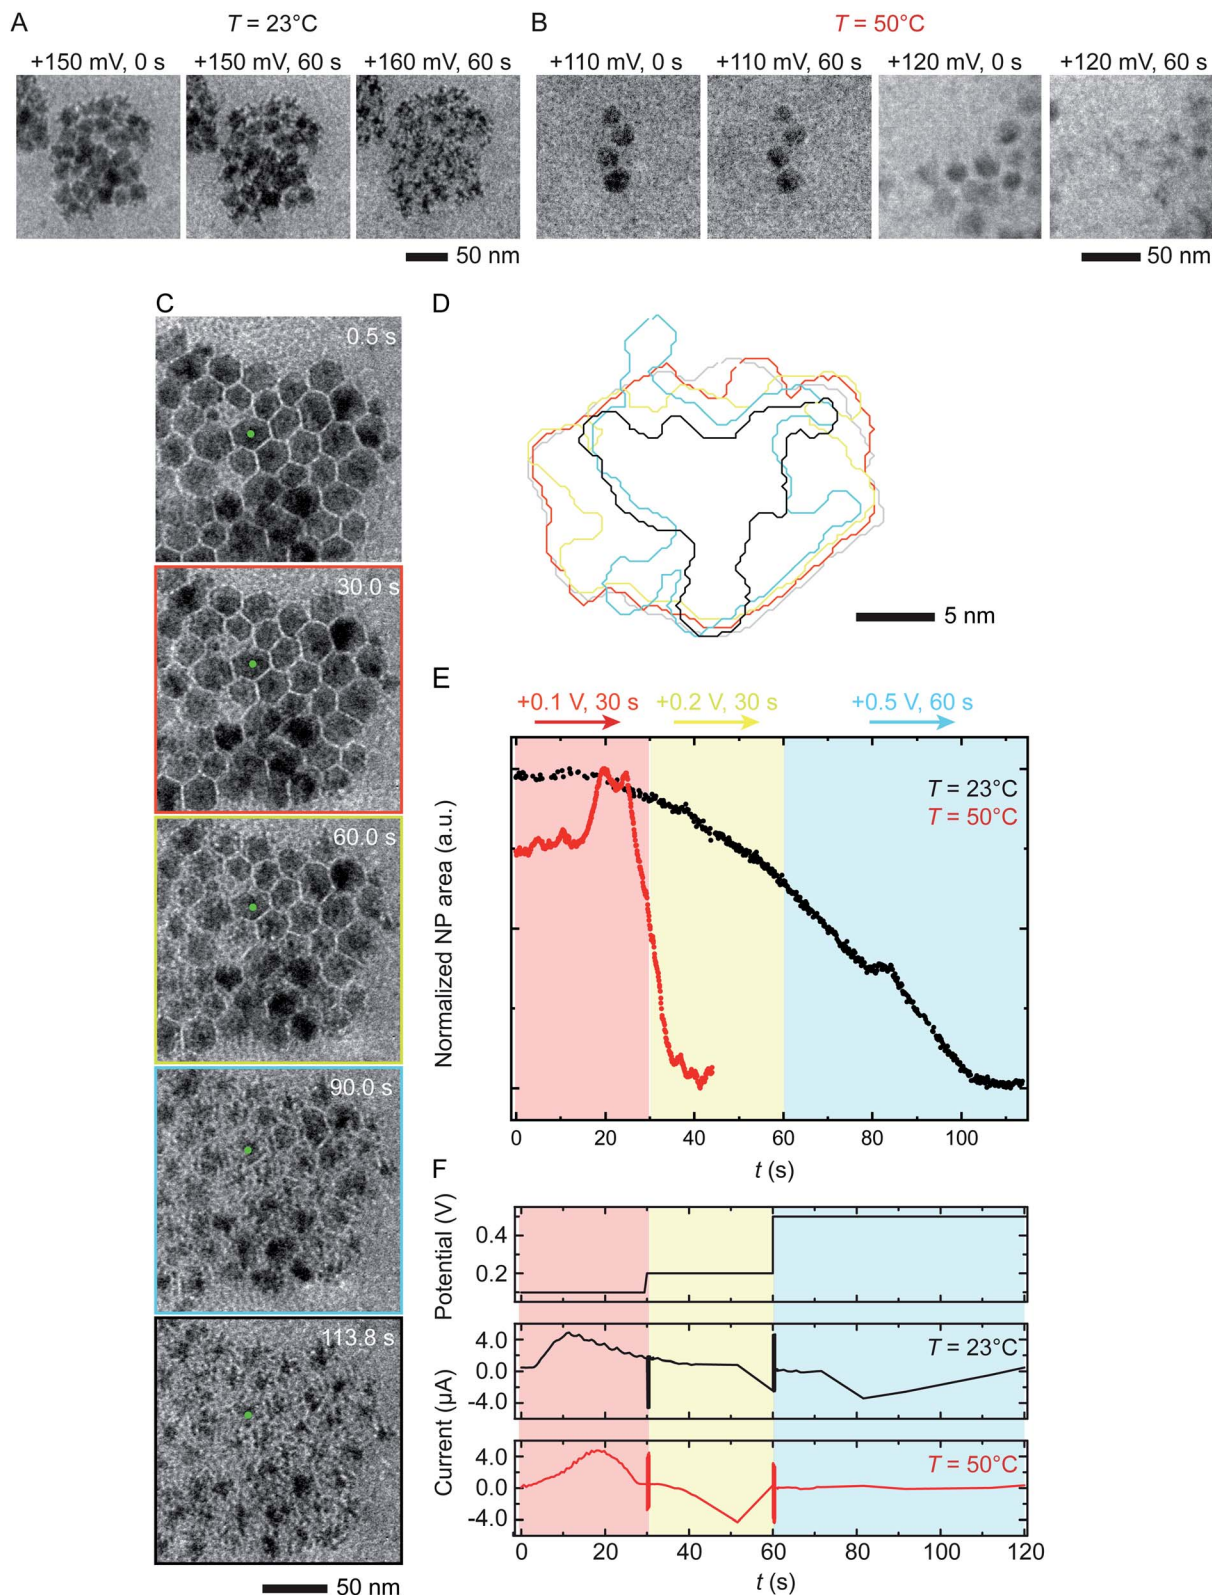 A
T = 23°C
B
T = 50°C
+150 mV, 0 s
+150 mV, 60 s
+160 mV, 60 s
+110 mV, 0 s
+110 mV, 60 s
+120 mV, 0 s
+120 mV, 60 s
50 nm
50 nm
C
0.5 s
30.0 s
60.0 s
90.0 s
113.8 s
50 nm
D
5 nm
E
+0.1 V, 30 s
+0.2 V, 30 s
+0.5 V, 60 s
T = 23°C
T = 50°C
Normalized NP area (a.u.)
0 20 40 60 80 100
t (s)
F
Potential (V)
0.4
0.2
Current (µA)
4.0
0.0
-4.0
T = 23°C
4.0
0.0
-4.0
T = 50°C
0 20 40 60 80 100 120
t (s)